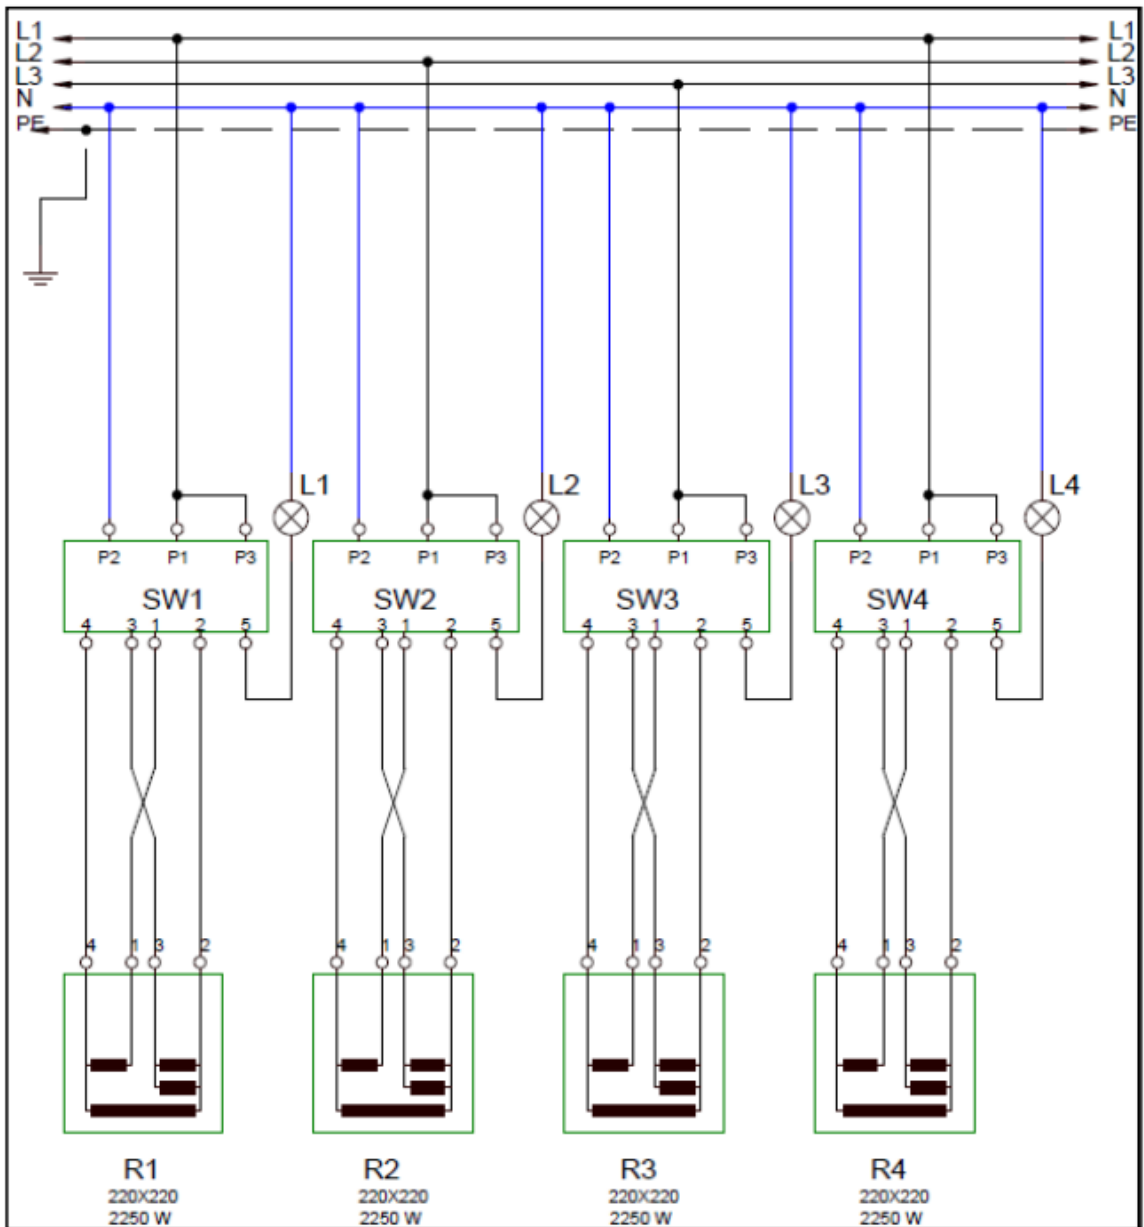 L1 L1
L2 L2
L3 L3
N N
PE PE
L1 L2 L3 L4
P2 P1 P3 P2 P1 P3 P2 P1 P3 P2 P1 P3
SW1 SW2 SW3 SW4
4 3 1 2 5 4 3 1 2 5 4 3 1 2 5 4 3 1 2 5
4 1 3 2 4 1 3 2 4 1 3 2 4 1 3 2
R1 R2 R3 R4
220X220 220X220 220X220 220X220
2250 W 2250 W 2250 W 2250 W